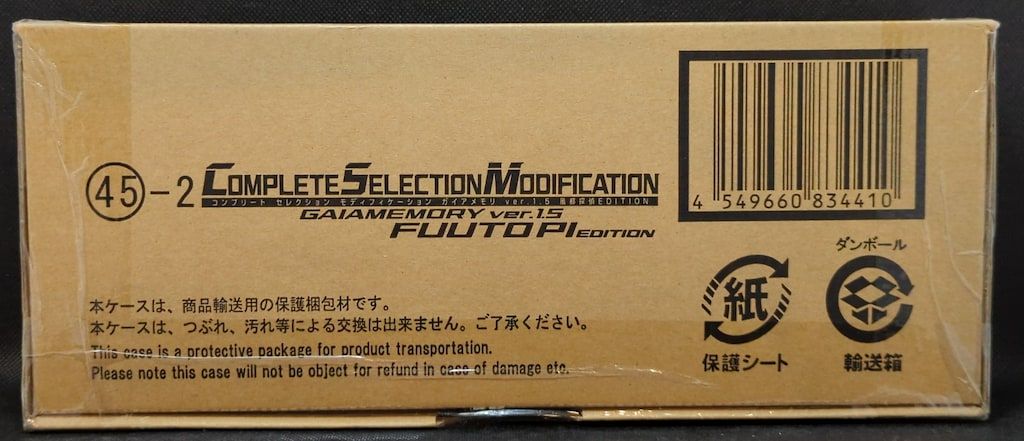 45-2 COMPLETE SELECTION MODIFICATION
コンプリート セレクション モディフィケーション ガイアメモリ ver.1.5 風都探偵EDITION
GAIAMEMORY ver.1.5
FUUTO PI EDITION
4 549660 834410
本ケースは、商品輸送用の保護梱包材です。
本ケースは、つぶれ、汚れ等による交換は出来ません。ご了承ください。
This case is a protective package for product transportation.
Please note this case will not be object for refund in case of damage etc.
紙
保護シート
ダンボール
輸送箱